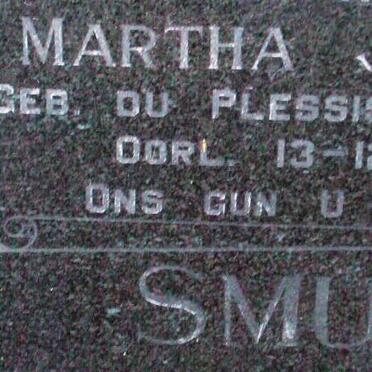 MARTHA
GEB. DU PLESSIS
OORL. 13-12
ONS GUN U
SMU